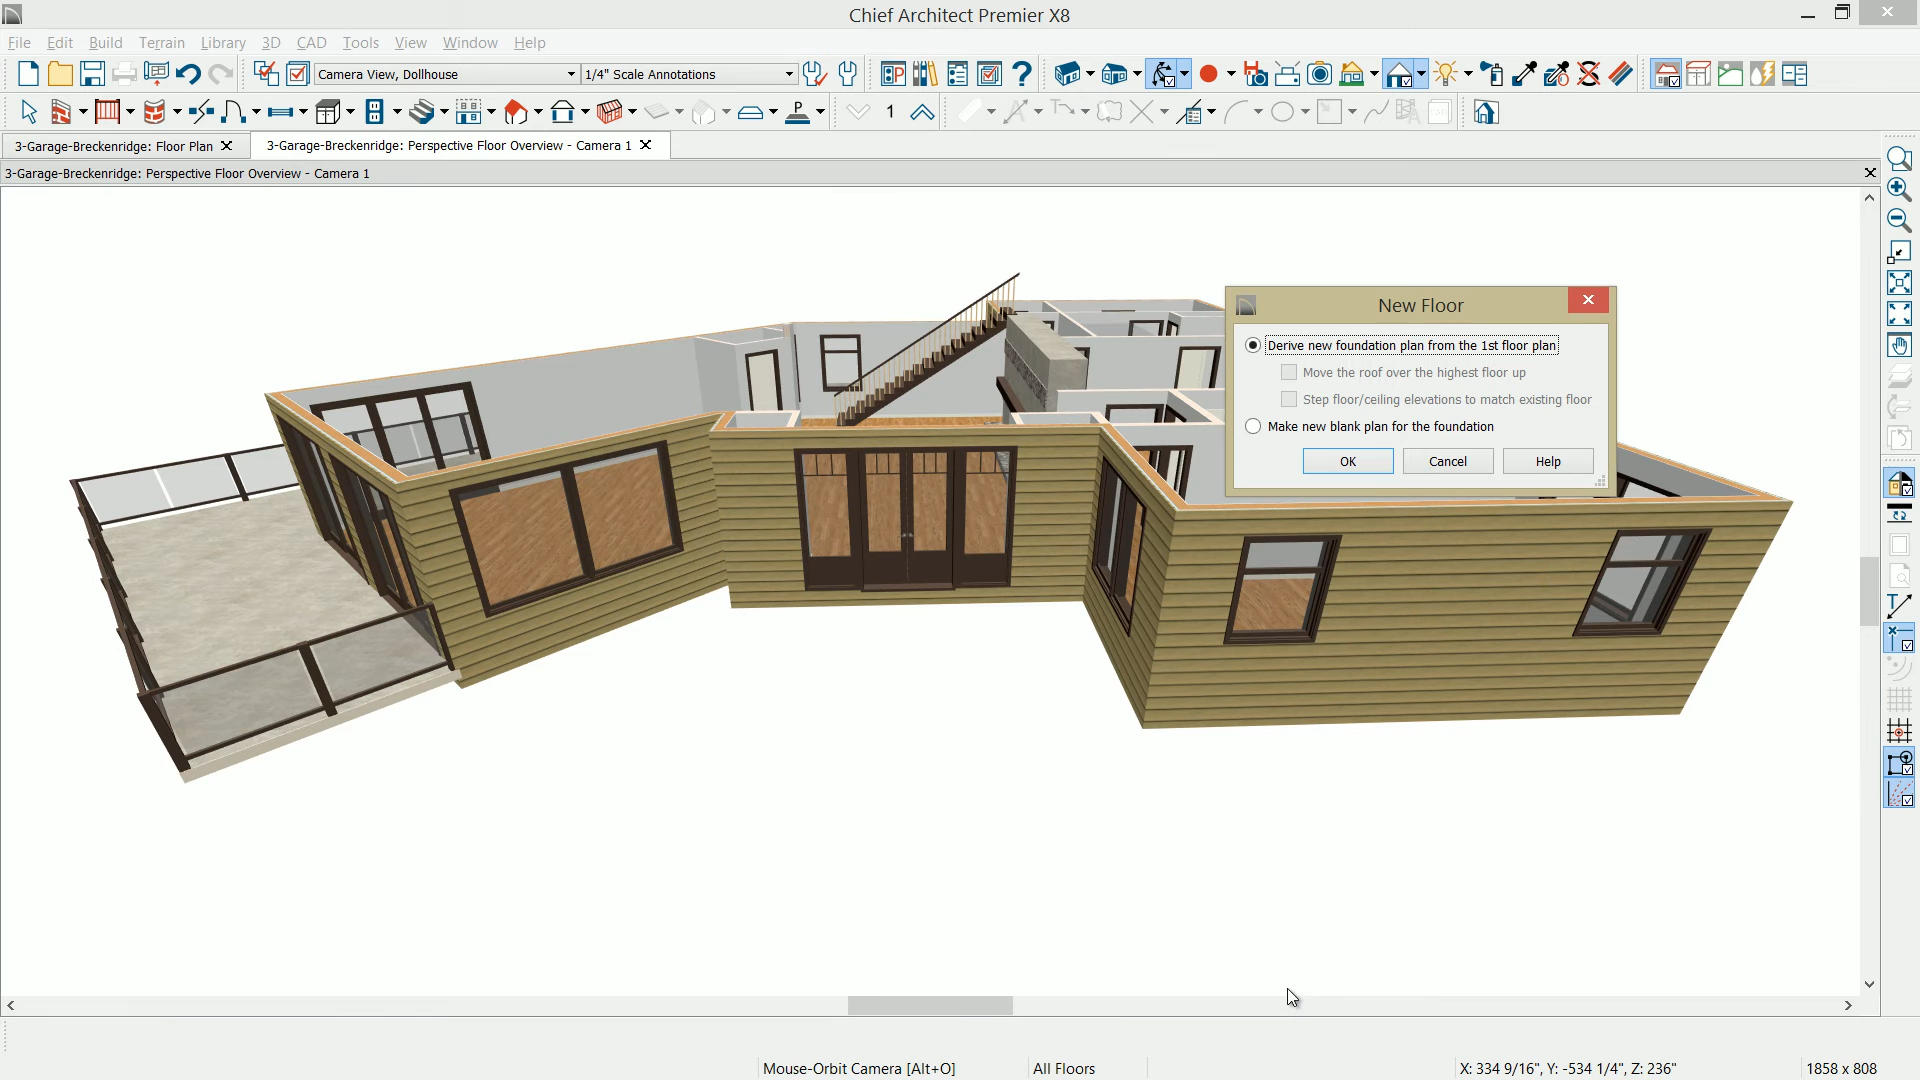 Chief Architect Premier X8
File Edit Build Terrain Library 3D CAD Tools View Window Help
Camera View, Dollhouse 1/4" Scale Annotations
1
3-Garage-Breckenridge: Floor Plan 3-Garage-Breckenridge: Perspective Floor Overview - Camera 1
3-Garage-Breckenridge: Perspective Floor Overview - Camera 1
New Floor
Derive new foundation plan from the 1st floor plan
Move the roof over the highest floor up
Step floor/ceiling elevations to match existing floor
Make new blank plan for the foundation
OK Cancel Help
Mouse-Orbit Camera [Alt+O] All Floors X: 334 9/16", Y: -534 1/4", Z: 236" 1858 x 808